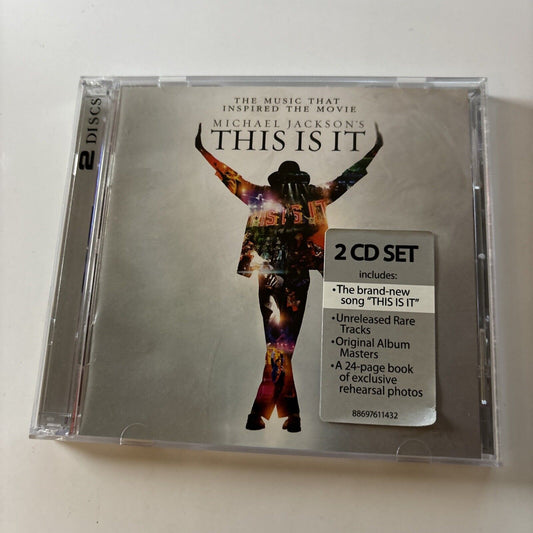 2 DISCS
THE MUSIC THAT
INSPIRED THE MOVIE
MICHAEL JACKSON'S
THIS IS IT
THIS IS IT
2 CD SET
includes:
•The brand-new
song "THIS IS IT"
•Unreleased Rare
Tracks
•Original Album
Masters
•A 24-page book
of exclusive
rehearsal photos
88697611432